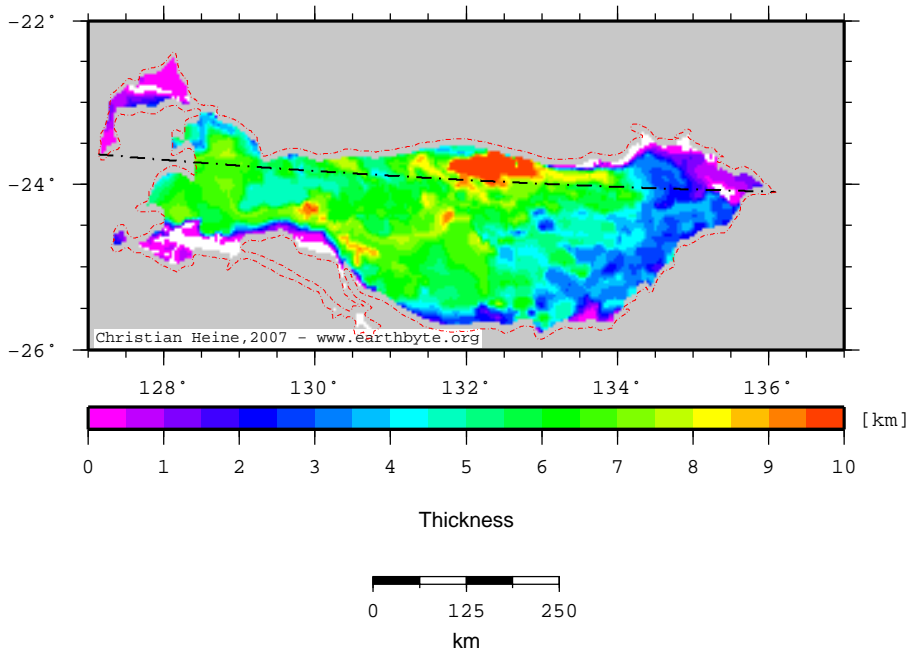 −22°
−24°
−26°
Christian Heine,2007 - www.earthbyte.org
128° 130° 132° 134° 136°
[km]
0 1 2 3 4 5 6 7 8 9 10
Thickness
0 125 250
km